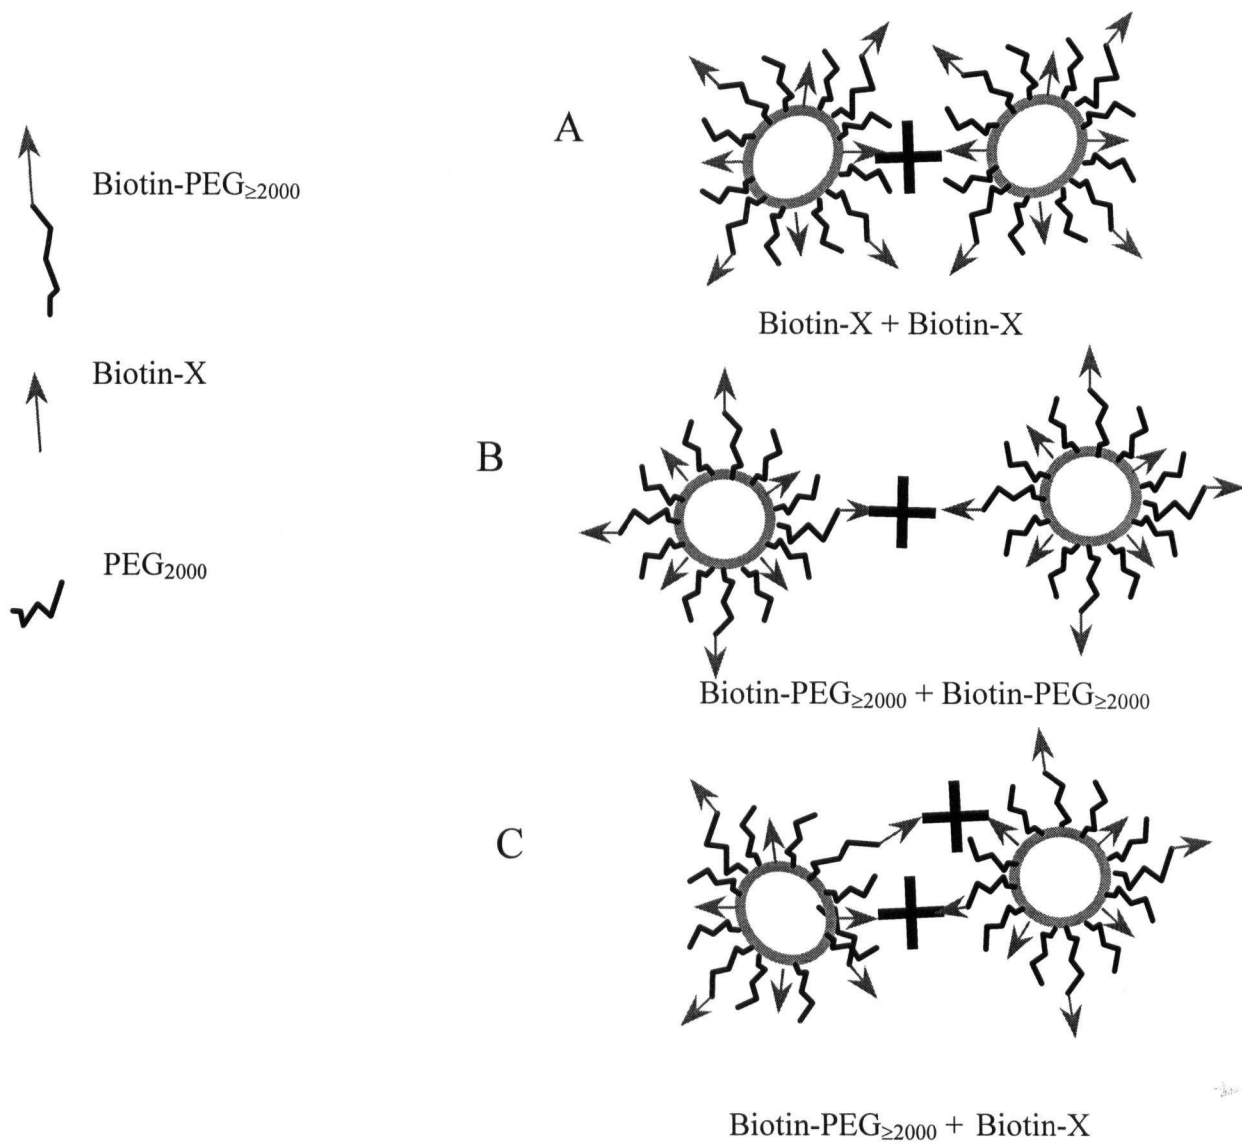 Biotin-PEG≥2000
Biotin-X
PEG2000
A
Biotin-X + Biotin-X
B
Biotin-PEG≥2000 + Biotin-PEG≥2000
C
Biotin-PEG≥2000 + Biotin-X